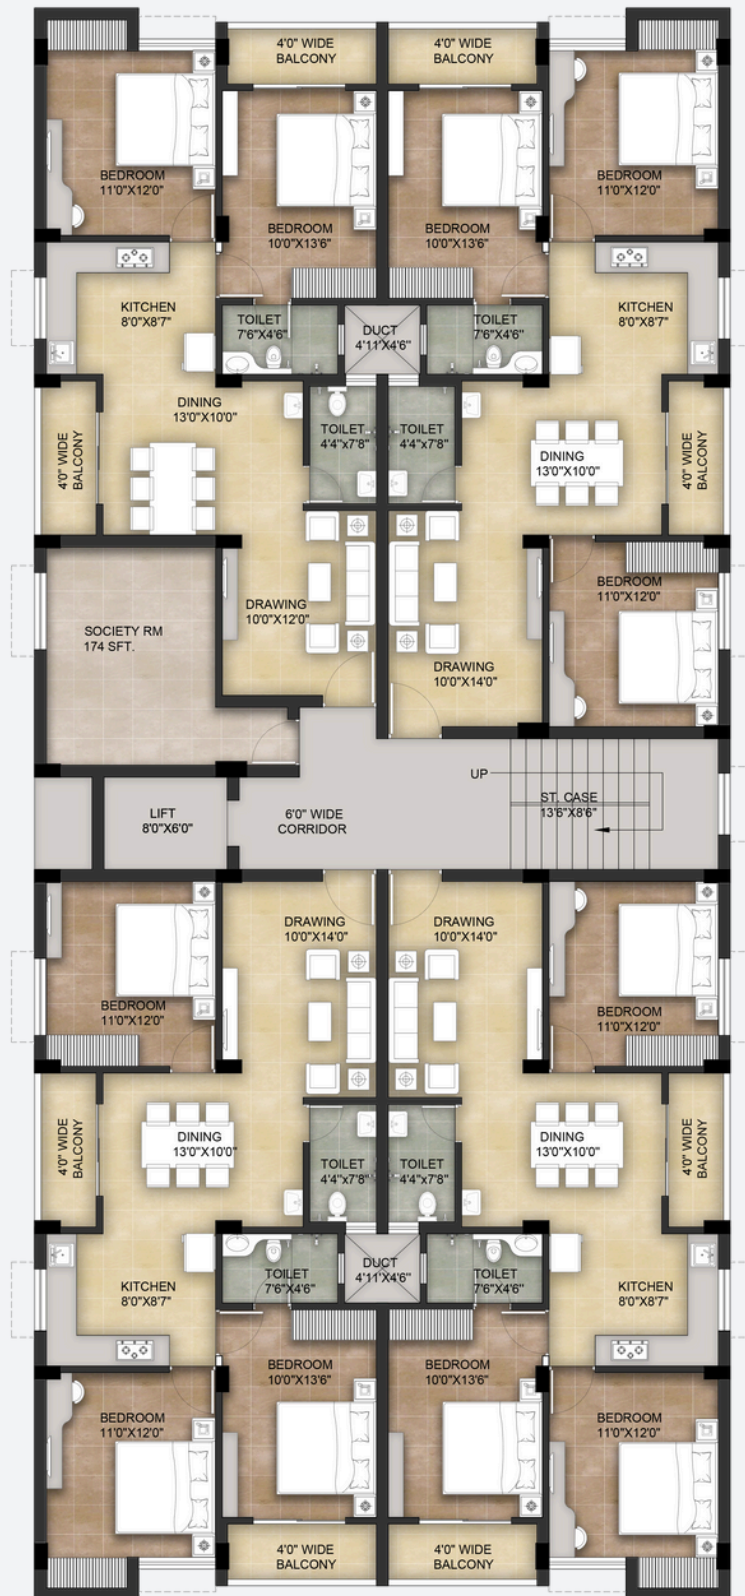 4'0" WIDE
BALCONY
4'0" WIDE
BALCONY
BEDROOM
11'0"X12'0"
BEDROOM
10'0"X13'6"
BEDROOM
10'0"X13'6"
BEDROOM
11'0"X12'0"
KITCHEN
8'0"X8'7"
TOILET
7'6"X4'6"
DUCT
4'11"X4'6"
TOILET
7'6"X4'6"
KITCHEN
8'0"X8'7"
4'0" WIDE
BALCONY
DINING
13'0"X10'0"
TOILET
4'4"x7'8"
TOILET
4'4"x7'8"
DINING
13'0"X10'0"
4'0" WIDE
BALCONY
SOCIETY RM
174 SFT.
DRAWING
10'0"X12'0"
DRAWING
10'0"X14'0"
BEDROOM
11'0"X12'0"
LIFT
8'0"X6'0"
6'0" WIDE
CORRIDOR
UP
ST. CASE
13'6"X8'6"
BEDROOM
11'0"X12'0"
DRAWING
10'0"X14'0"
DRAWING
10'0"X14'0"
BEDROOM
11'0"X12'0"
4'0" WIDE
BALCONY
DINING
13'0"X10'0"
TOILET
4'4"x7'8"
TOILET
4'4"x7'8"
DINING
13'0"X10'0"
4'0" WIDE
BALCONY
KITCHEN
8'0"X8'7"
TOILET
7'6"X4'6"
DUCT
4'11"X4'6"
TOILET
7'6"X4'6"
KITCHEN
8'0"X8'7"
BEDROOM
11'0"X12'0"
BEDROOM
10'0"X13'6"
BEDROOM
10'0"X13'6"
BEDROOM
11'0"X12'0"
4'0" WIDE
BALCONY
4'0" WIDE
BALCONY